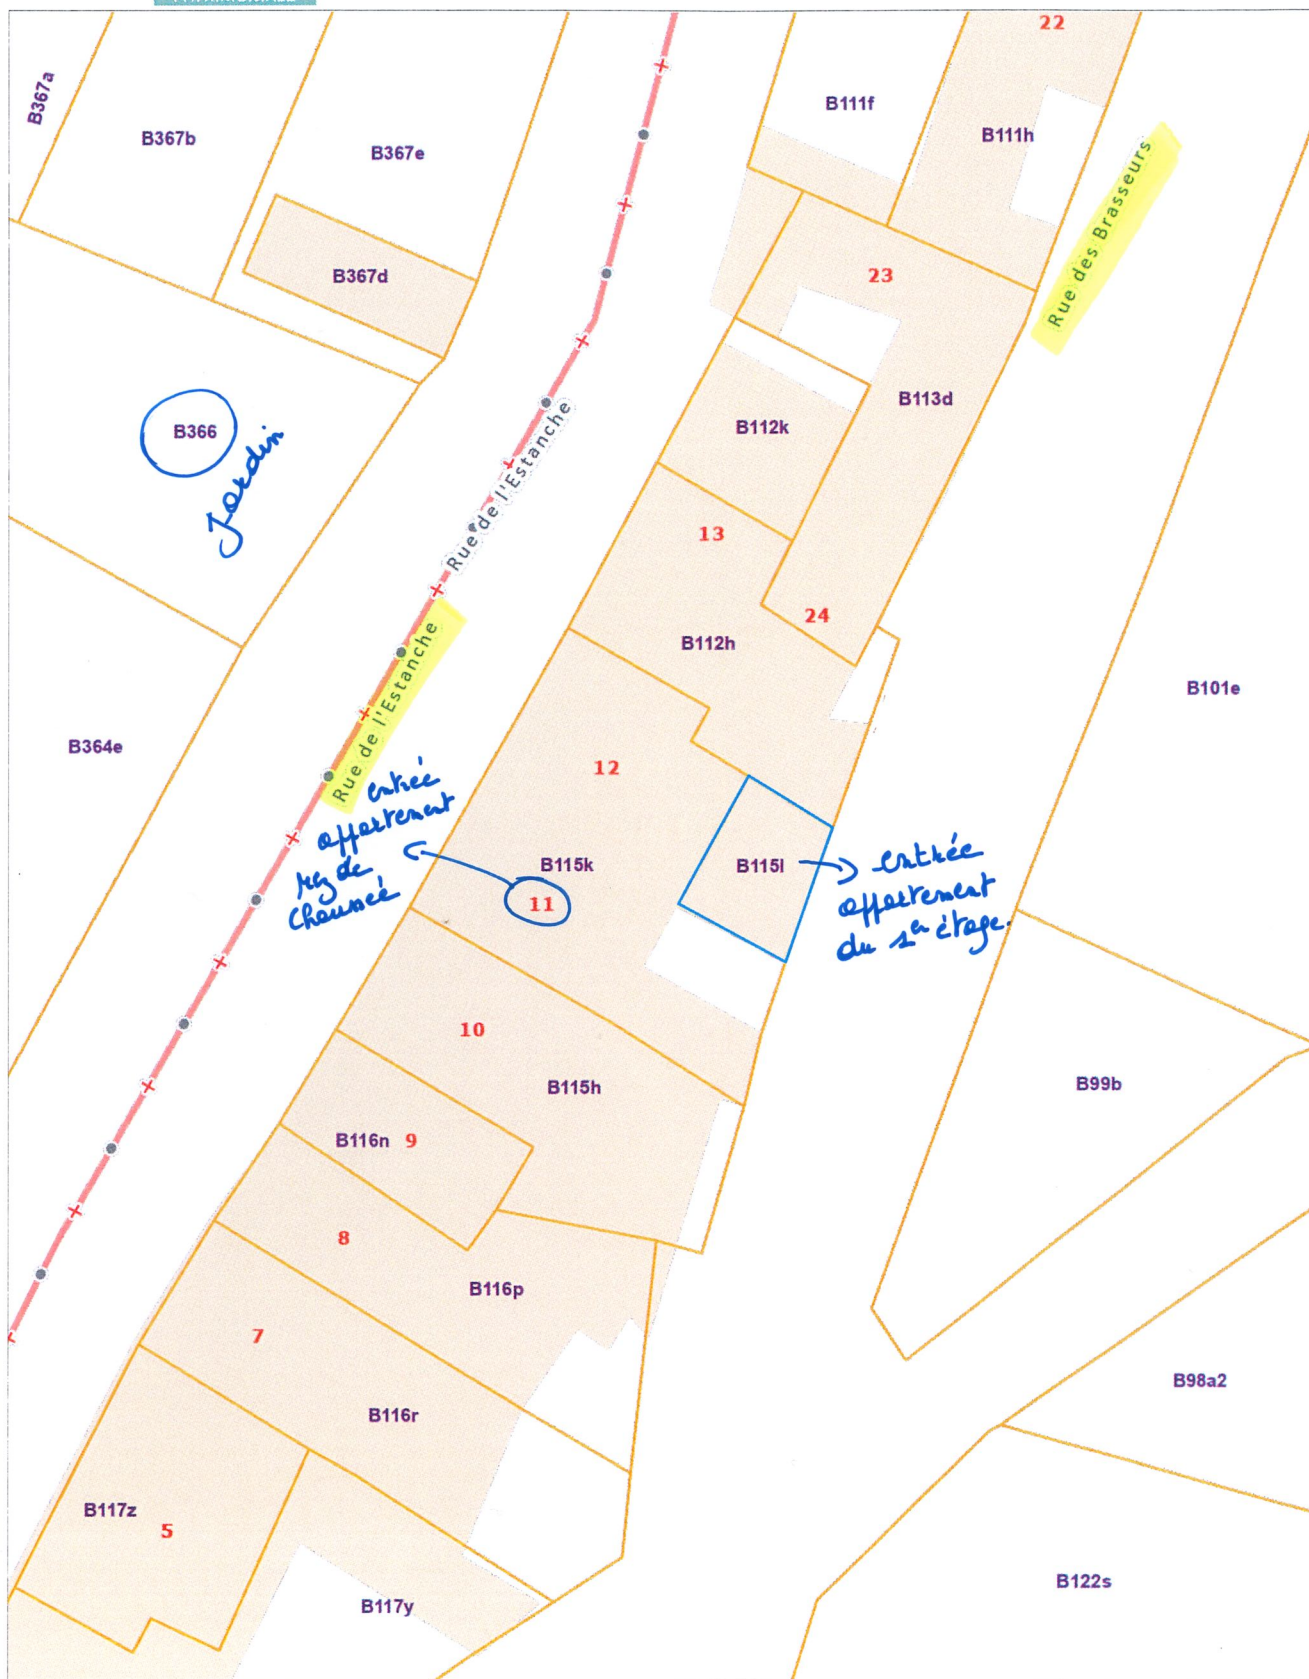 22
B367a
B111f
B367b
B111h
B367e
Rue des Brasseurs
B367d
23
B113d
B112k
B366
Jardin
Rue de l'Estanche
13
24
B112h
B101e
Rue de l'Estanche
B364e
12
entrée
appartement
rez de
chaussée
B115k
11
B115l
entrée
appartement
du 1er étage.
10
B115h
B99b
B116n
9
8
B116p
7
B98a2
B116r
B117z
5
B122s
B117y